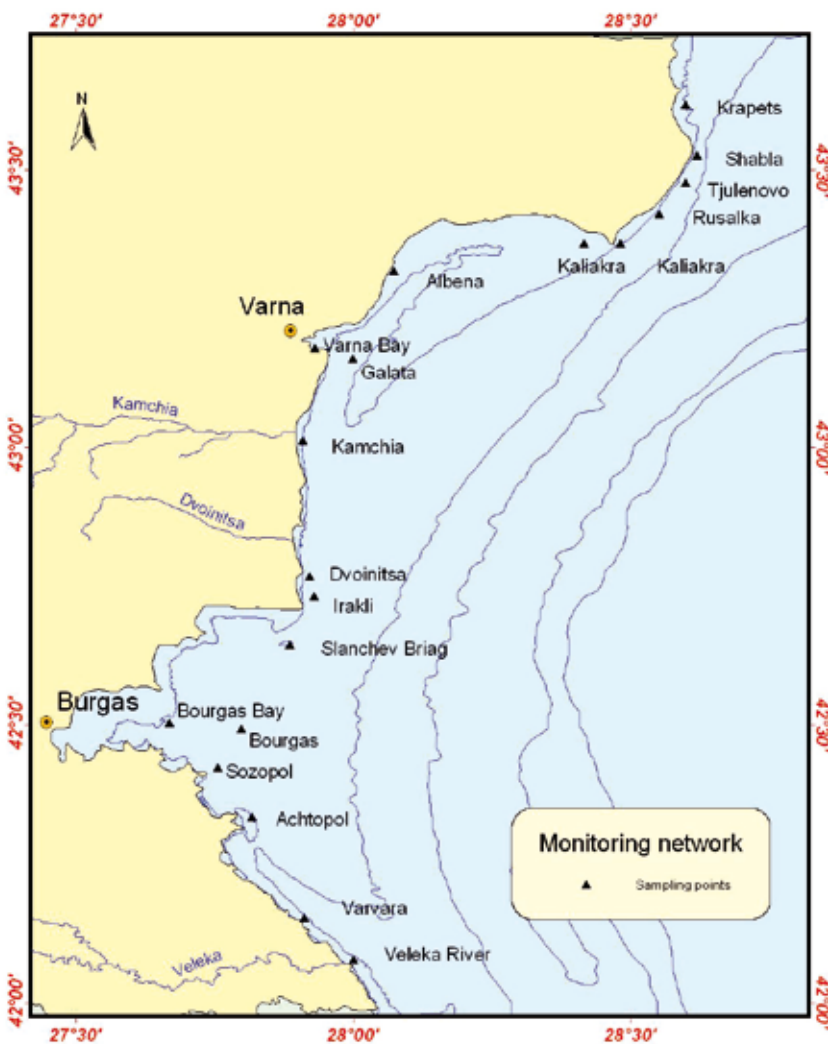 27°30'
28°00'
28°30'
N
Krapets
43°30'
Shabla
43°30'
Tjulenovo
Rusalka
Kaliakra
Kaliakra
Albena
Varna
Varna Bay
Galata
Kamchia
43°00'
Kamchia
43°00'
Dvoinitsa
Dvoinitsa
Irakli
Slanchev Briag
Burgas
Bourgas Bay
42°30'
Bourgas
42°30'
Sozopol
Achtopol
Monitoring network
Sampling points
Varvara
Veleka
Veleka River
42°00'
42°00'
27°30'
28°00'
28°30'